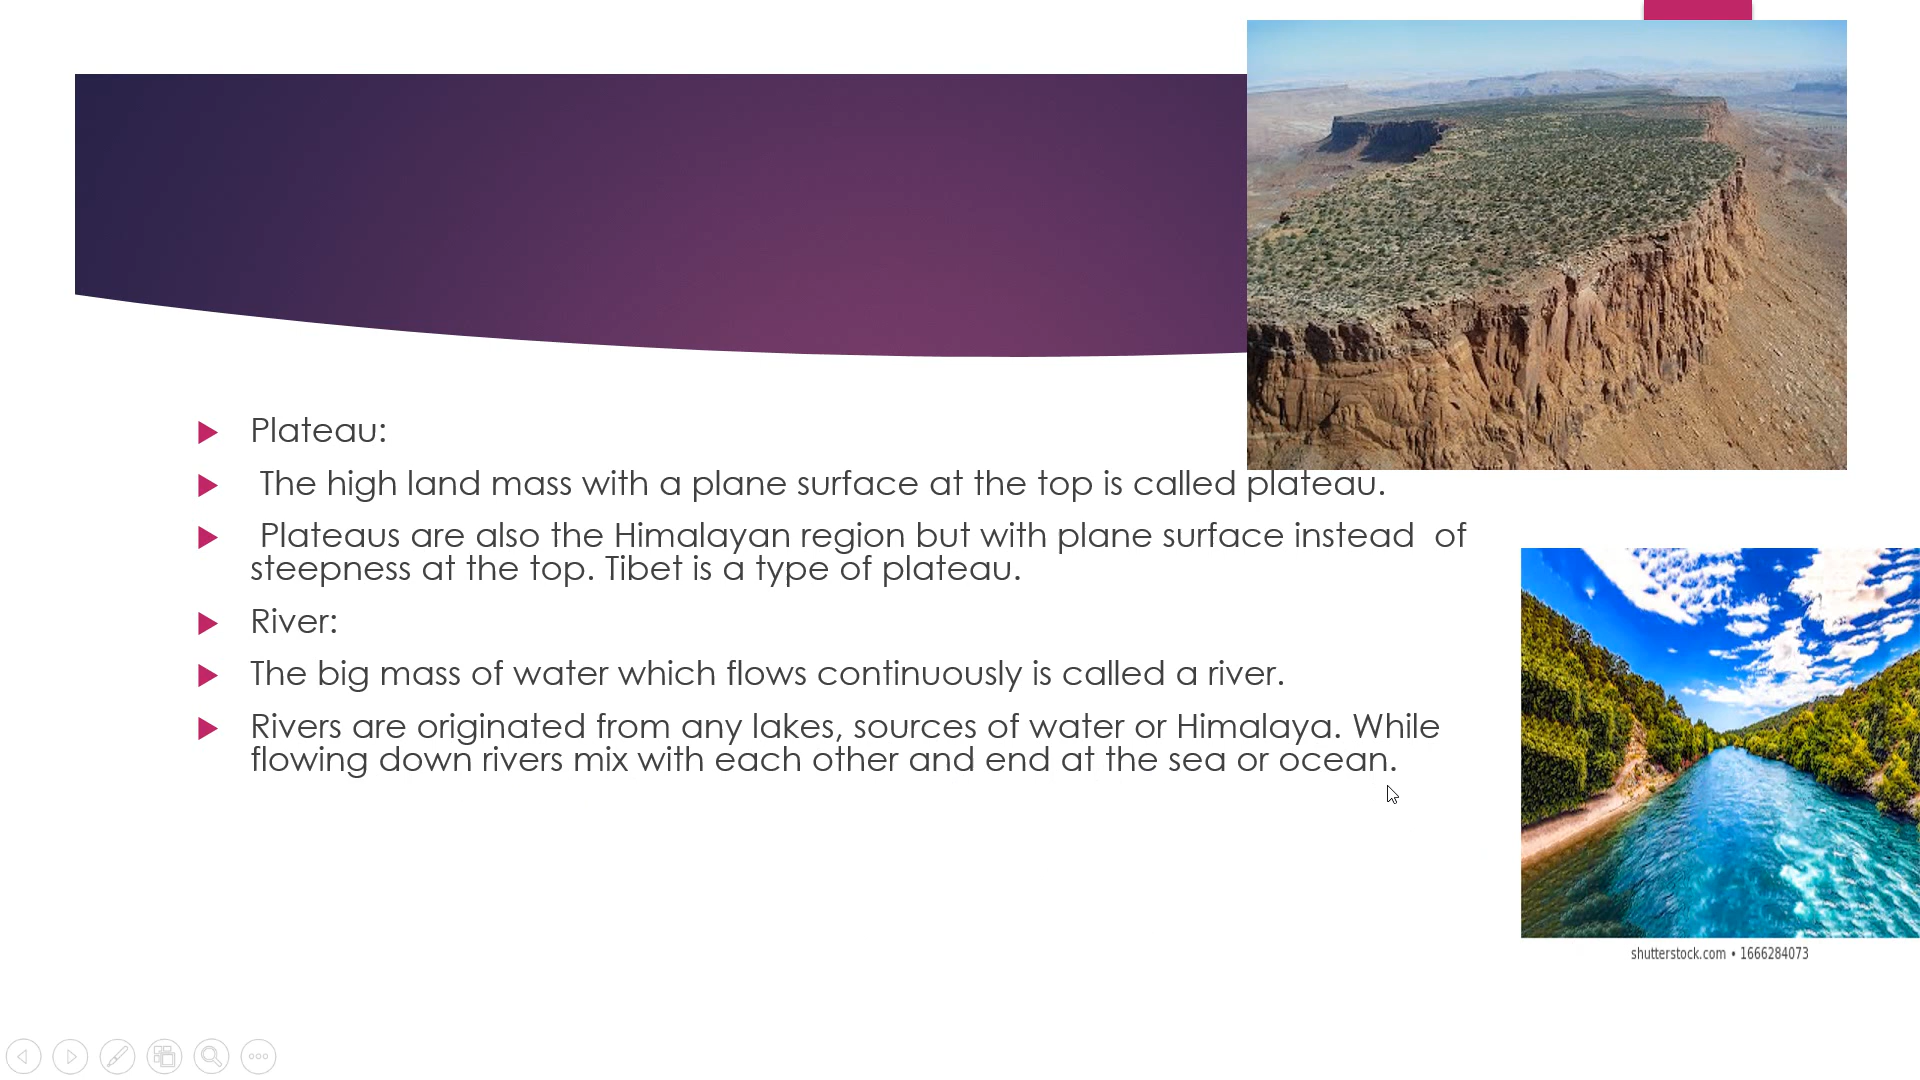 Plateau:
The high land mass with a plane surface at the top is called plateau.
Plateaus are also the Himalayan region but with plane surface instead  of
steepness at the top. Tibet is a type of plateau.
River:
The big mass of water which flows continuously is called a river.
Rivers are originated from any lakes, sources of water or Himalaya. While
flowing down rivers mix with each other and end at the sea or ocean.
shutterstock.com • 1666284073